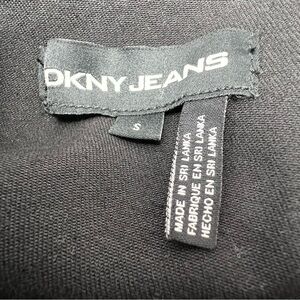 DKNY JEANS
S
MADE IN
SRI LANKA
FABRIQUE EN SRI LANKA
HECHO EN SRI LANKA